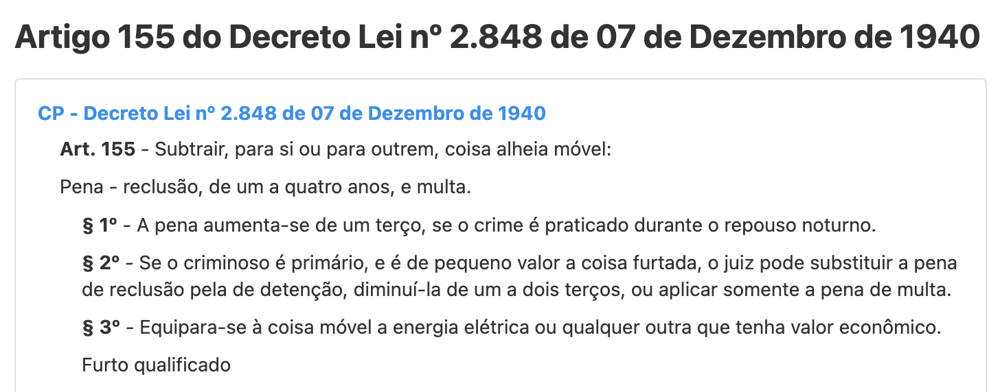 Artigo 155 do Decreto Lei nº 2.848 de 07 de Dezembro de 1940
CP - Decreto Lei nº 2.848 de 07 de Dezembro de 1940
Art. 155 - Subtrair, para si ou para outrem, coisa alheia móvel:
Pena - reclusão, de um a quatro anos, e multa.
§ 1º - A pena aumenta-se de um terço, se o crime é praticado durante o repouso noturno.
§ 2º - Se o criminoso é primário, e é de pequeno valor a coisa furtada, o juiz pode substituir a pena
de reclusão pela de detenção, diminuí-la de um a dois terços, ou aplicar somente a pena de multa.
§ 3º - Equipara-se à coisa móvel a energia elétrica ou qualquer outra que tenha valor econômico.
Furto qualificado